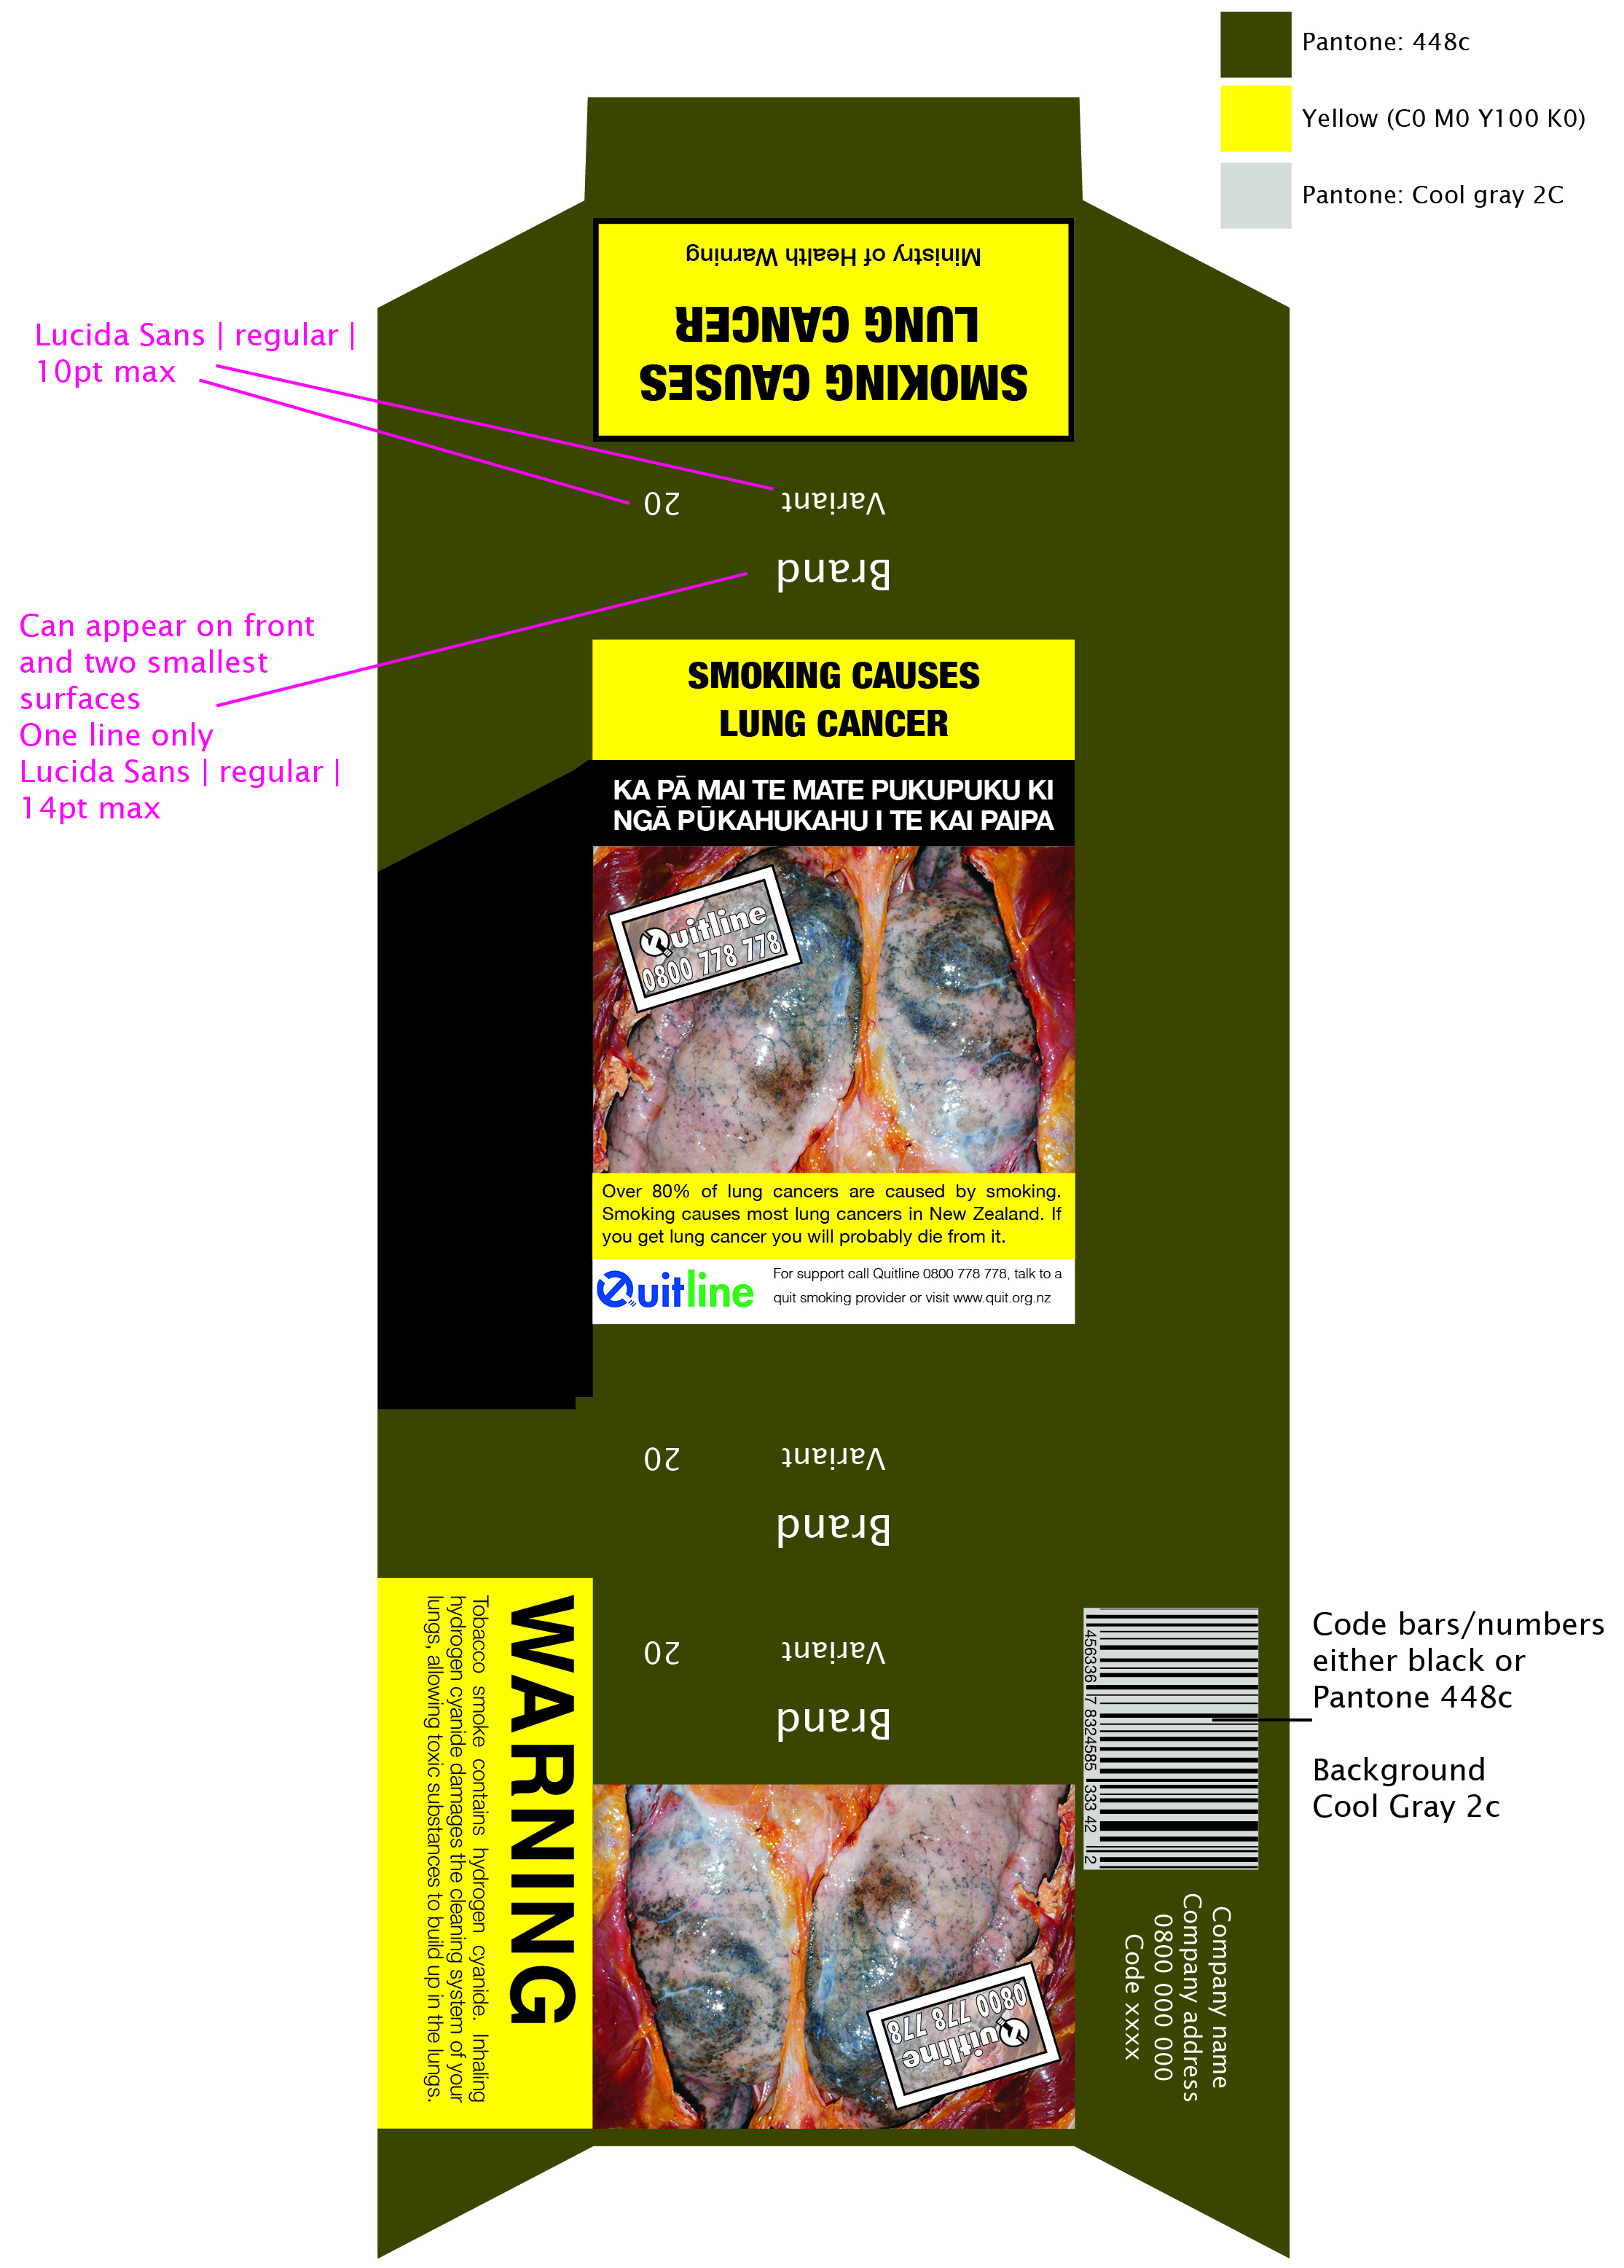 Pantone: 448c
Yellow (C0 M0 Y100 K0)
Pantone: Cool gray 2C
Ministry of Health Warning
SMOKING CAUSES
LUNG CANCER
Lucida Sans | regular |
10pt max
Brand
Variant
20
Can appear on front
and two smallest
surfaces
One line only
Lucida Sans | regular |
14pt max
SMOKING CAUSES
LUNG CANCER
KA PĀ MAI TE MATE PUKUPUKU KI
NGĀ PŪKAHUKAHU I TE KAI PAIPA
Quitline
0800 778 778
Over 80% of lung cancers are caused by smoking.
Smoking causes most lung cancers in New Zealand. If
you get lung cancer you will probably die from it.
Quitline
For support call Quitline 0800 778 778, talk to a
quit smoking provider or visit www.quit.org.nz
Brand
Variant
20
Brand
Variant
20
WARNING
Tobacco smoke contains hydrogen cyanide. Inhaling
hydrogen cyanide damages the cleaning system of your
lungs, allowing toxic substances to build up in the lungs.
Quitline
0800 778 778
456336 7 8324585 333 42 2
Code bars/numbers
either black or
Pantone 448c
Background
Cool Gray 2c
Company name
Company address
0800 000 000
Code xxxx